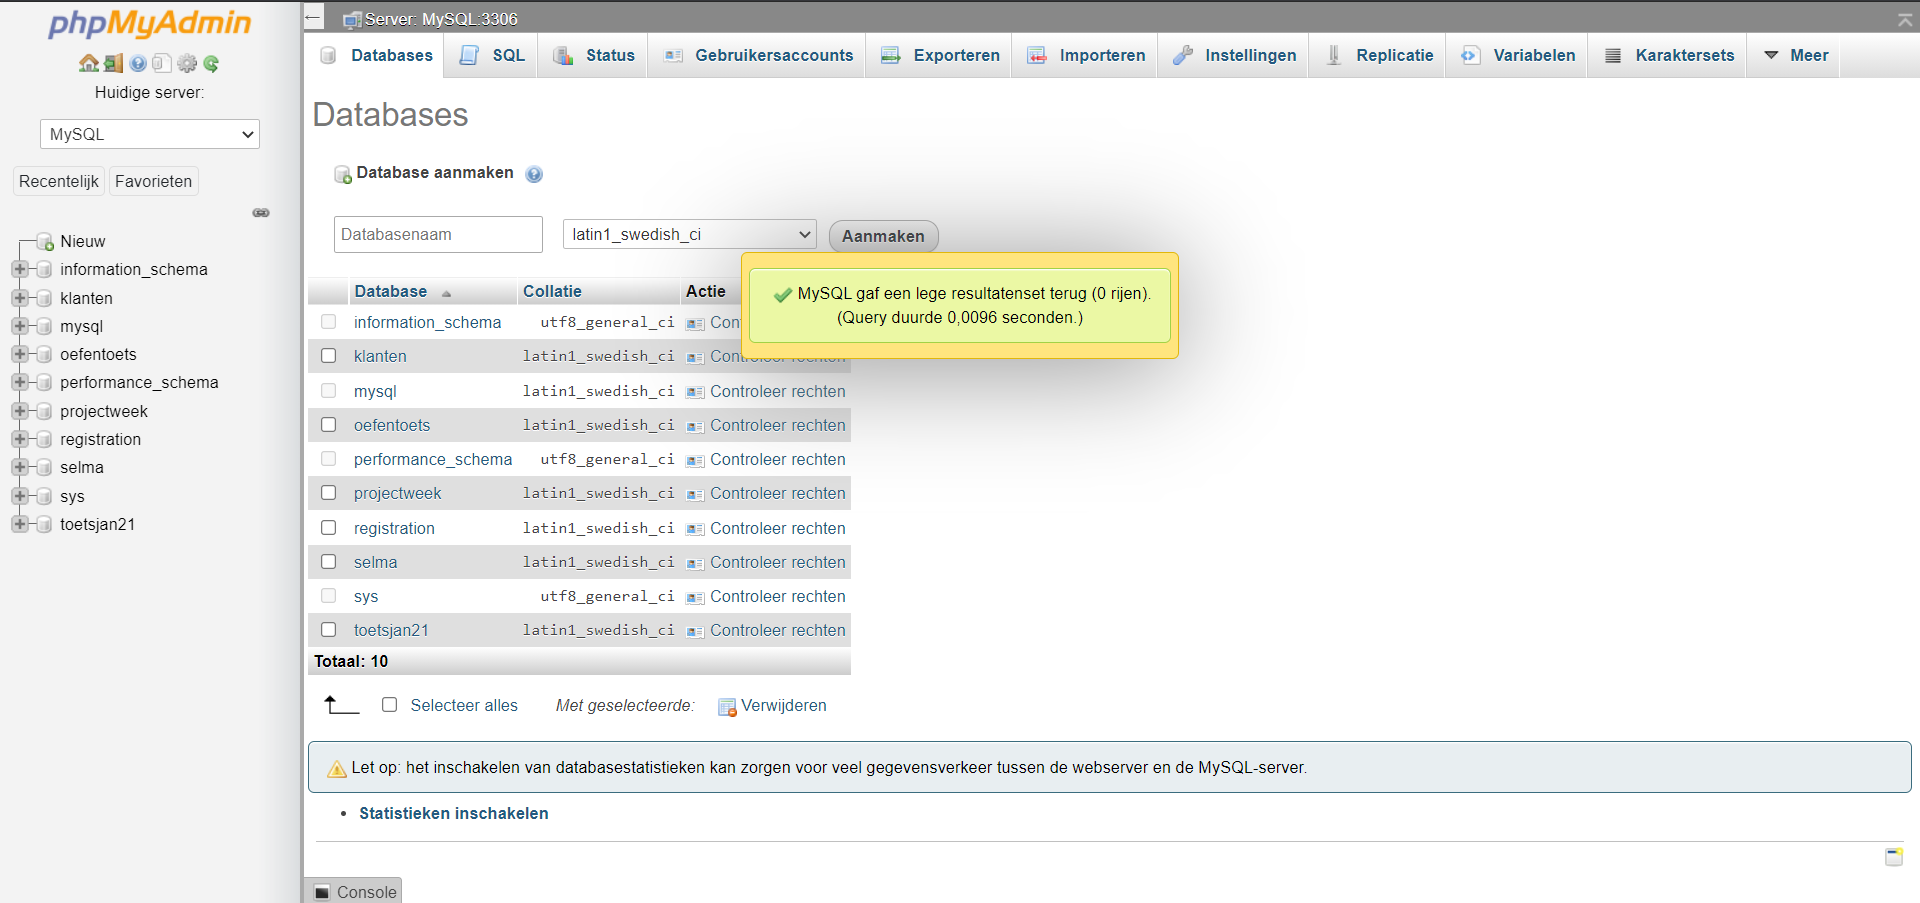 phpMyAdmin
Huidige server:
MySQL
Recentelijk Favorieten
Nieuw
information_schema
klanten
mysql
oefentoets
performance_schema
projectweek
registration
selma
sys
toetsjan21
Server: MySQL:3306
Databases SQL Status Gebruikersaccounts Exporteren Importeren Instellingen Replicatie Variabelen Karaktersets Meer
Databases
Database aanmaken
Databasenaam latin1_swedish_ci Aanmaken
MySQL gaf een lege resultatenset terug (0 rijen).
(Query duurde 0,0096 seconden.)
Database Collatie Actie
information_schema utf8_general_ci
klanten latin1_swedish_ci
mysql latin1_swedish_ci Controleer rechten
oefentoets latin1_swedish_ci Controleer rechten
performance_schema utf8_general_ci Controleer rechten
projectweek latin1_swedish_ci Controleer rechten
registration latin1_swedish_ci Controleer rechten
selma latin1_swedish_ci Controleer rechten
sys utf8_general_ci Controleer rechten
toetsjan21 latin1_swedish_ci Controleer rechten
Totaal: 10
Selecteer alles Met geselecteerde: Verwijderen
Let op: het inschakelen van databasestatistieken kan zorgen voor veel gegevensverkeer tussen de webserver en de MySQL-server.
• Statistieken inschakelen
Console